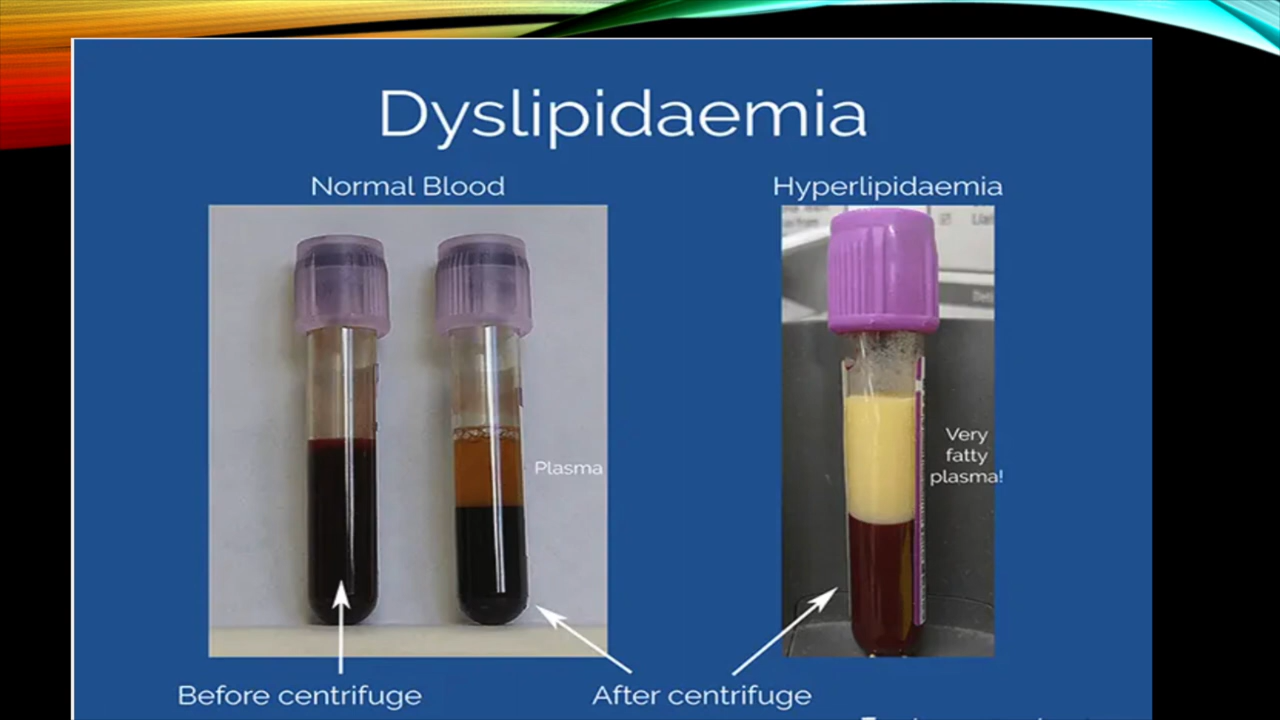 Dyslipidaemia
Normal Blood
Hyperlipidaemia
Plasma
Very
fatty
plasma!
Before centrifuge
After centrifuge